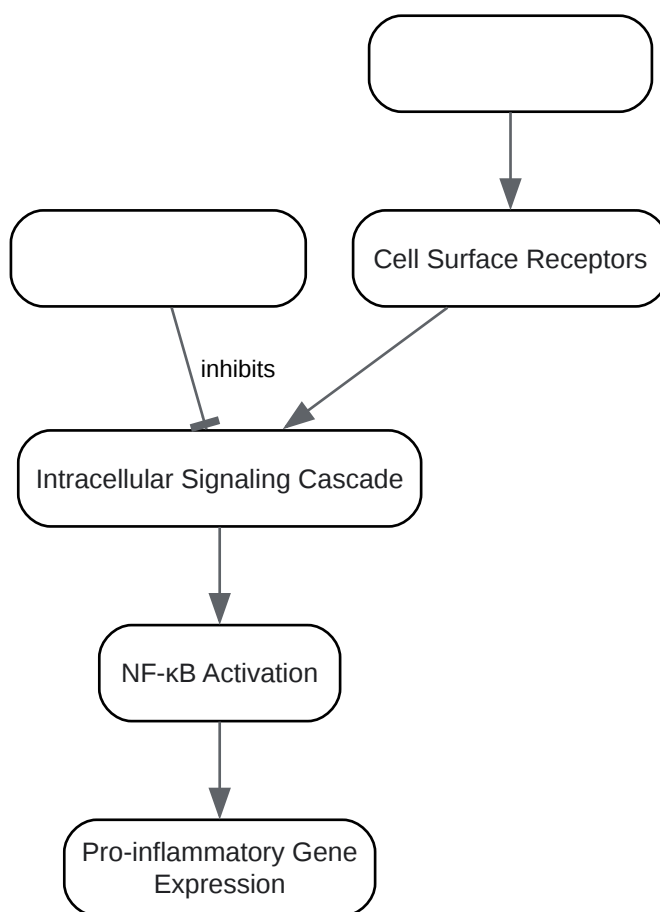 Cell Surface Receptors
inhibits
Intracellular Signaling Cascade
NF-κB Activation
Pro-inflammatory Gene
Expression